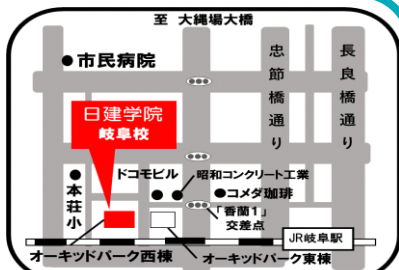 至 大縄場大橋
●市民病院
忠節橋通り
長良橋通り
日建学院
岐阜校
ドコモビル
昭和コンクリート工業
●コメダ珈琲
●本荘小
「香蘭1」
交差点
JR岐阜駅
オーキッドパーク西棟
オーキッドパーク東棟